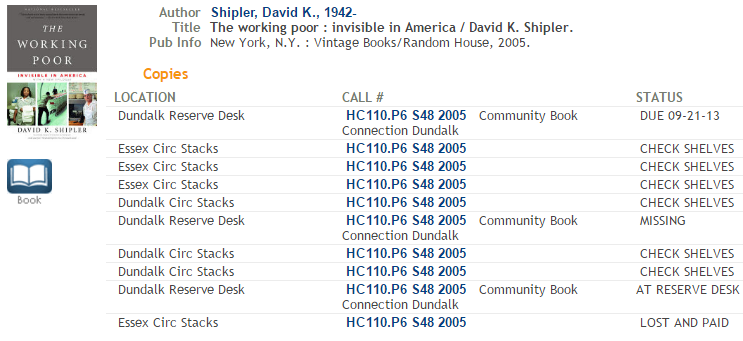 Author Shipler, David K., 1942-
Title The working poor : invisible in America / David K. Shipler.
Pub Info New York, N.Y. : Vintage Books/Random House, 2005.
THE
WORKING
POOR
INVISIBLE IN AMERICA
DAVID K. SHIPLER
Book
Copies
LOCATION CALL # STATUS
Dundalk Reserve Desk HC110.P6 S48 2005 Community Book DUE 09-21-13
Connection Dundalk
Essex Circ Stacks HC110.P6 S48 2005 CHECK SHELVES
Essex Circ Stacks HC110.P6 S48 2005 CHECK SHELVES
Essex Circ Stacks HC110.P6 S48 2005 CHECK SHELVES
Dundalk Circ Stacks HC110.P6 S48 2005 CHECK SHELVES
Dundalk Reserve Desk HC110.P6 S48 2005 Community Book MISSING
Connection Dundalk
Dundalk Circ Stacks HC110.P6 S48 2005 CHECK SHELVES
Dundalk Circ Stacks HC110.P6 S48 2005 CHECK SHELVES
Dundalk Reserve Desk HC110.P6 S48 2005 Community Book AT RESERVE DESK
Connection Dundalk
Essex Circ Stacks HC110.P6 S48 2005 LOST AND PAID